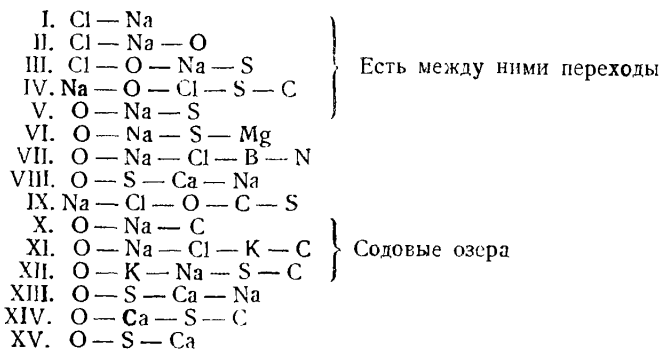 I. Cl — Na
II. Cl — Na — O
III. Cl — O — Na — S
Есть между ними переходы
IV. Na — O — Cl — S — C
V. O — Na — S
VI. O — Na — S — Mg
VII. O — Na — Cl — B — N
VIII. O — S — Ca — Na
IX. Na — Cl — O — C — S
X. O — Na — C
XI. O — Na — Cl — K — C
Содовые озера
XII. O — K — Na — S — C
XIII. O — S — Ca — Na
XIV. O — Ca — S — C
XV. O — S — Ca